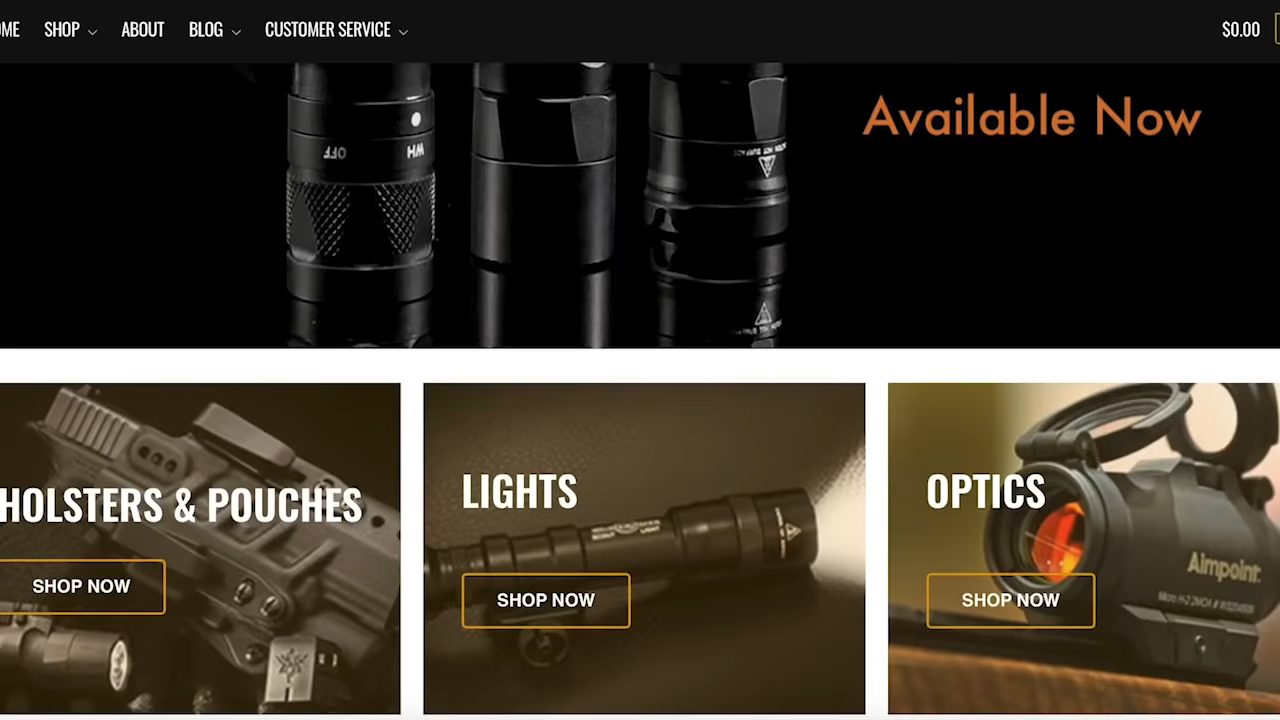 OME SHOP ABOUT BLOG CUSTOMER SERVICE $0.00
Available Now
OFF WH
HOLSTERS & POUCHES
SHOP NOW
LIGHTS
SHOP NOW
OPTICS
Aimpoint
SHOP NOW